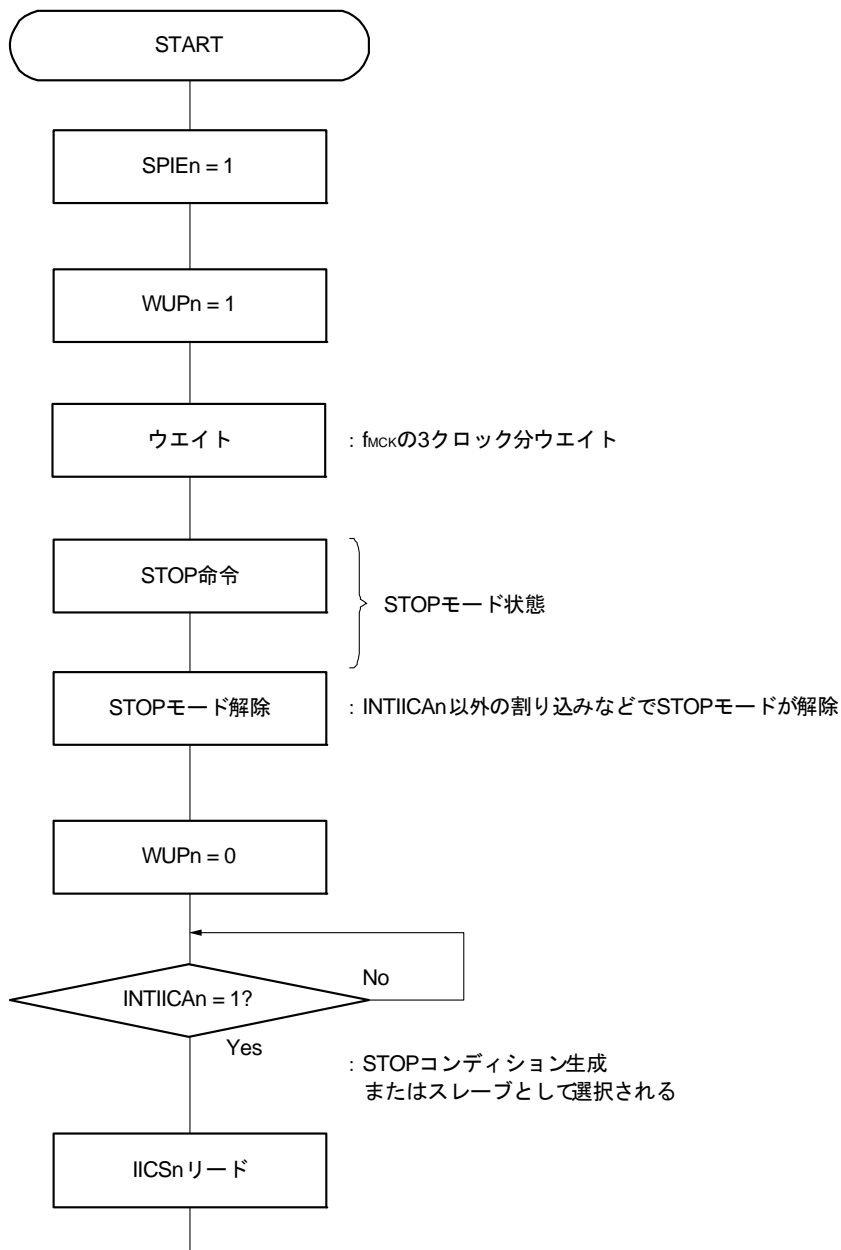 START
SPIEn = 1
WUPn = 1
ウエイト
: fMCKの3クロック分ウエイト
STOP命令
STOPモード状態
STOPモード解除
: INTIICAn以外の割り込みなどでSTOPモードが解除
WUPn = 0
No
INTIICAn = 1?
Yes
: STOPコンディション生成
またはスレーブとして選択される
IICSnリード